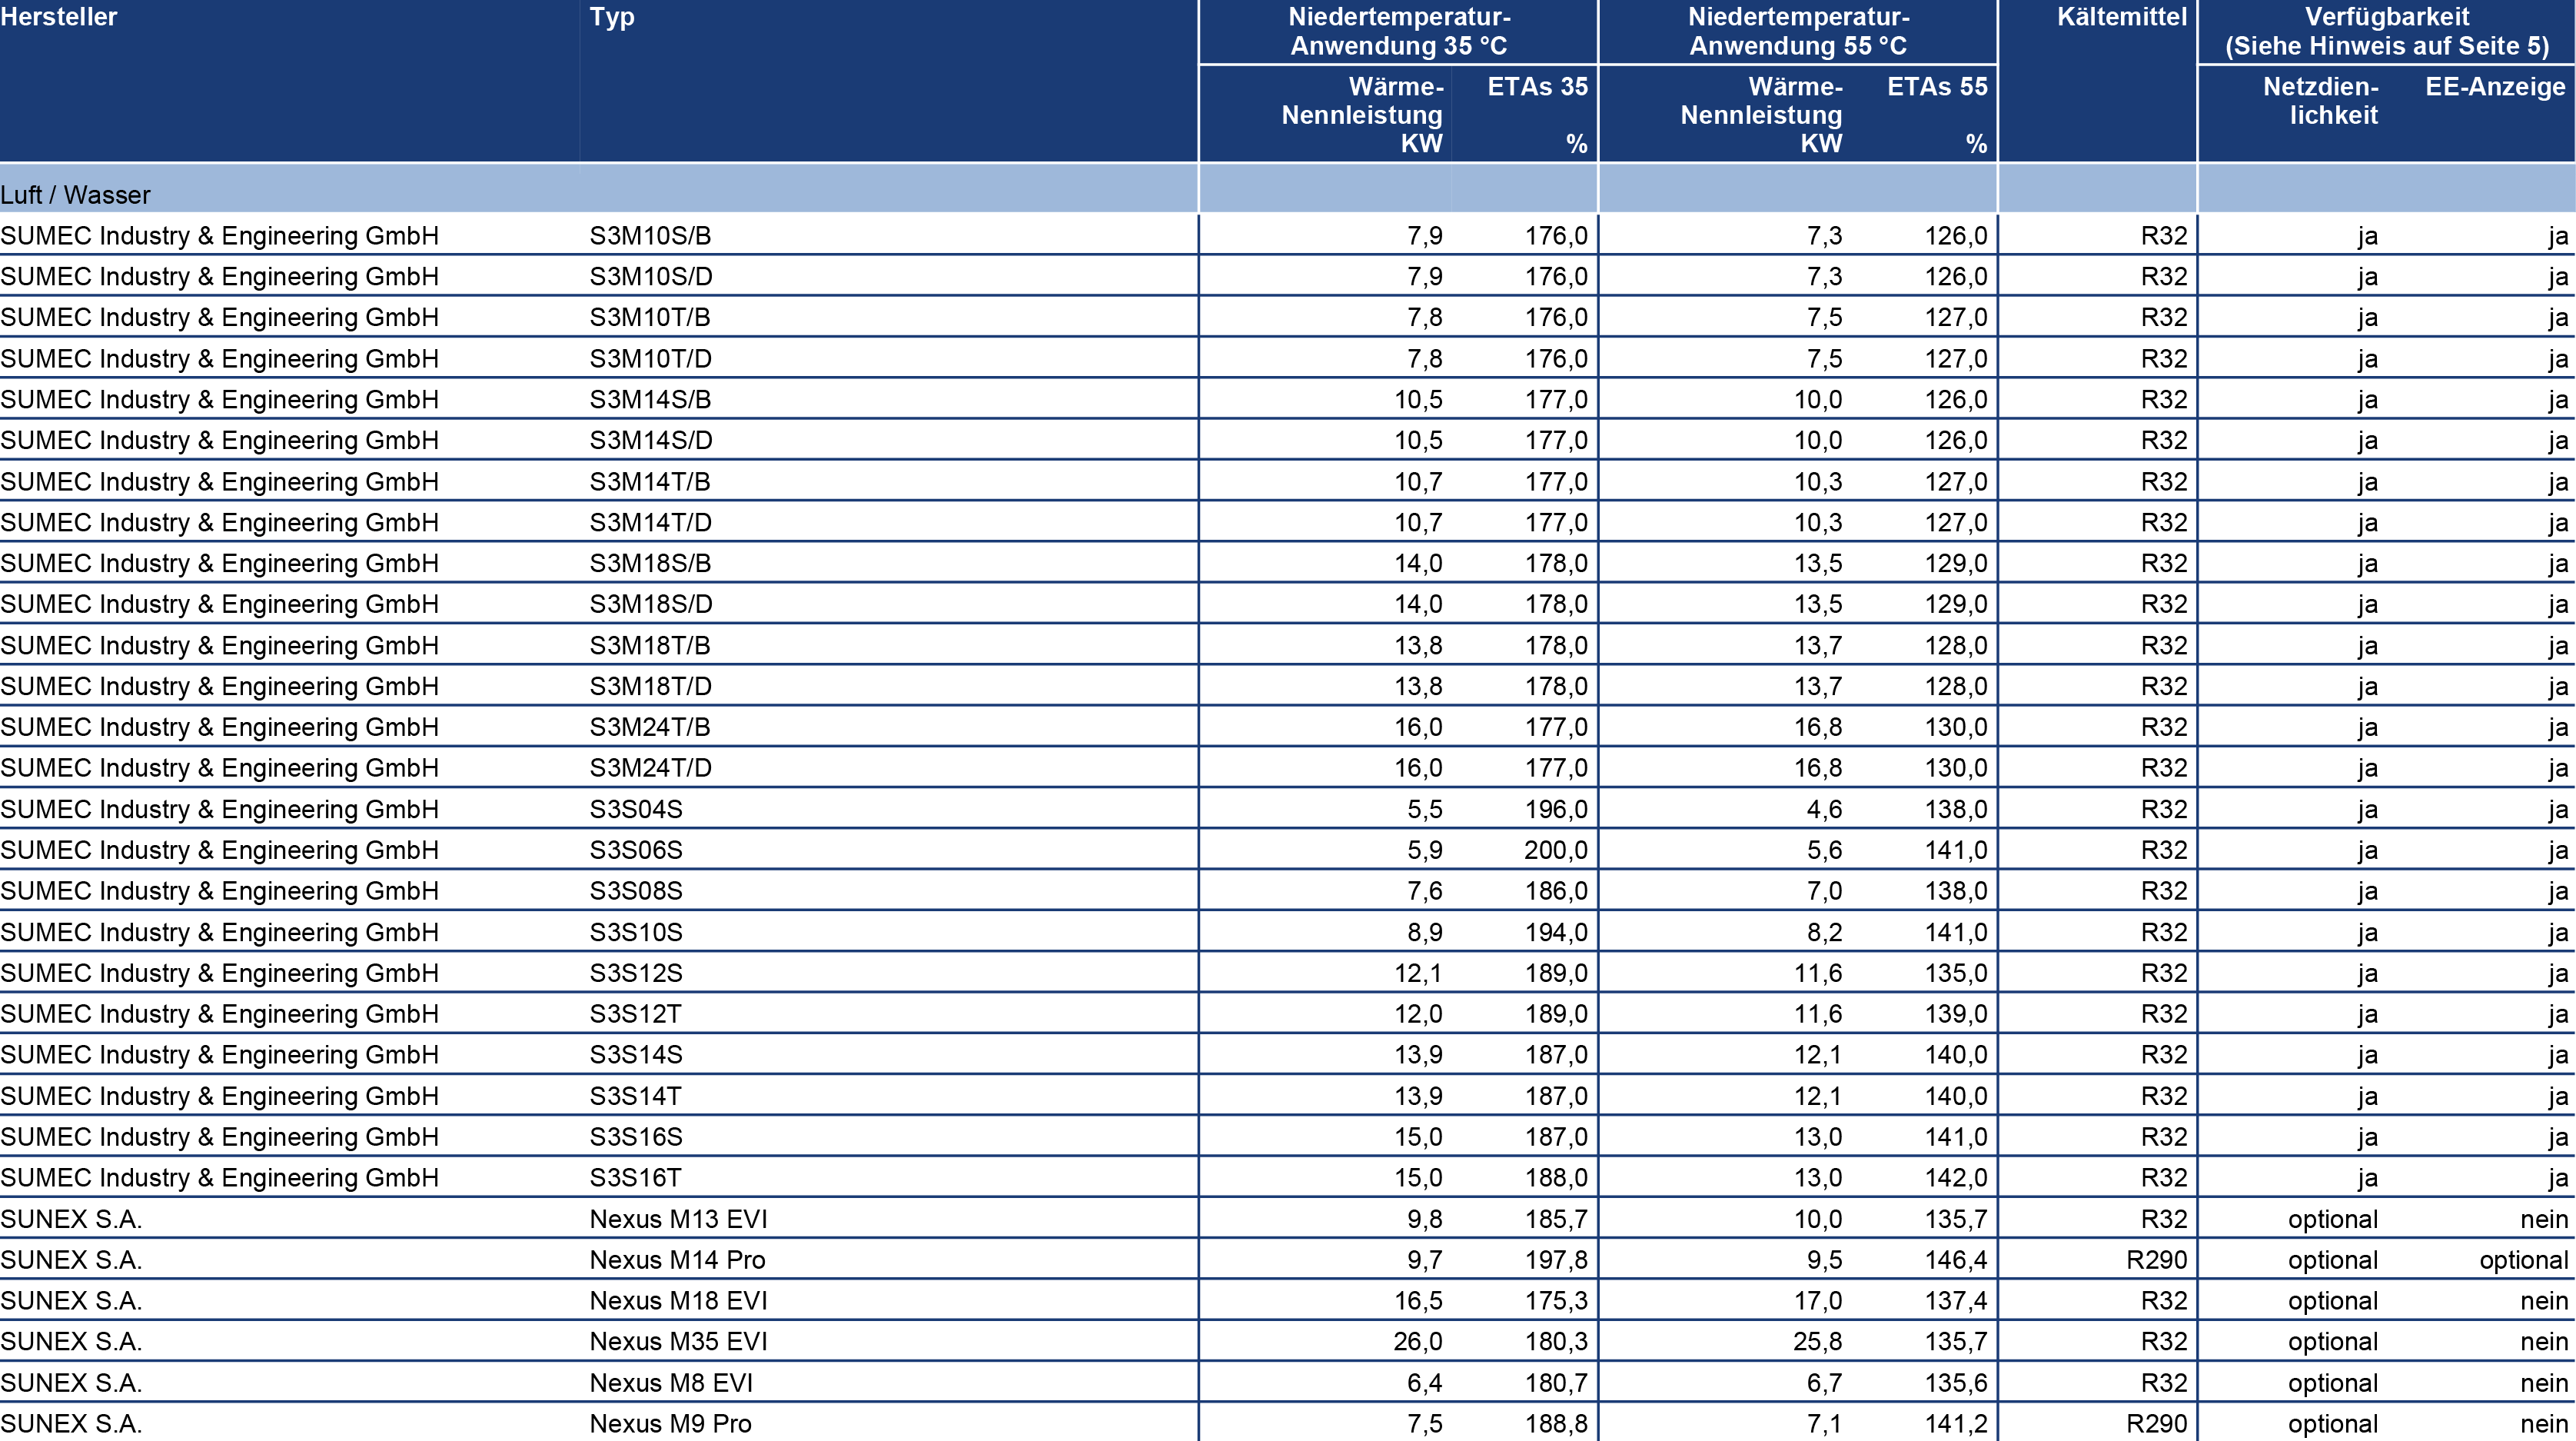 Hersteller Typ Niedertemperatur-Anwendung 35 °C Niedertemperatur-Anwendung 55 °C Kältemittel Verfügbarkeit (Siehe Hinweis auf Seite 5)
Wärme-Nennleistung KW ETAs 35 % Wärme-Nennleistung KW ETAs 55 % Netzdien-lichkeit EE-Anzeige
Luft / Wasser
SUMEC Industry & Engineering GmbH S3M10S/B 7,9 176,0 7,3 126,0 R32 ja ja
SUMEC Industry & Engineering GmbH S3M10S/D 7,9 176,0 7,3 126,0 R32 ja ja
SUMEC Industry & Engineering GmbH S3M10T/B 7,8 176,0 7,5 127,0 R32 ja ja
SUMEC Industry & Engineering GmbH S3M10T/D 7,8 176,0 7,5 127,0 R32 ja ja
SUMEC Industry & Engineering GmbH S3M14S/B 10,5 177,0 10,0 126,0 R32 ja ja
SUMEC Industry & Engineering GmbH S3M14S/D 10,5 177,0 10,0 126,0 R32 ja ja
SUMEC Industry & Engineering GmbH S3M14T/B 10,7 177,0 10,3 127,0 R32 ja ja
SUMEC Industry & Engineering GmbH S3M14T/D 10,7 177,0 10,3 127,0 R32 ja ja
SUMEC Industry & Engineering GmbH S3M18S/B 14,0 178,0 13,5 129,0 R32 ja ja
SUMEC Industry & Engineering GmbH S3M18S/D 14,0 178,0 13,5 129,0 R32 ja ja
SUMEC Industry & Engineering GmbH S3M18T/B 13,8 178,0 13,7 128,0 R32 ja ja
SUMEC Industry & Engineering GmbH S3M18T/D 13,8 178,0 13,7 128,0 R32 ja ja
SUMEC Industry & Engineering GmbH S3M24T/B 16,0 177,0 16,8 130,0 R32 ja ja
SUMEC Industry & Engineering GmbH S3M24T/D 16,0 177,0 16,8 130,0 R32 ja ja
SUMEC Industry & Engineering GmbH S3S04S 5,5 196,0 4,6 138,0 R32 ja ja
SUMEC Industry & Engineering GmbH S3S06S 5,9 200,0 5,6 141,0 R32 ja ja
SUMEC Industry & Engineering GmbH S3S08S 7,6 186,0 7,0 138,0 R32 ja ja
SUMEC Industry & Engineering GmbH S3S10S 8,9 194,0 8,2 141,0 R32 ja ja
SUMEC Industry & Engineering GmbH S3S12S 12,1 189,0 11,6 135,0 R32 ja ja
SUMEC Industry & Engineering GmbH S3S12T 12,0 189,0 11,6 139,0 R32 ja ja
SUMEC Industry & Engineering GmbH S3S14S 13,9 187,0 12,1 140,0 R32 ja ja
SUMEC Industry & Engineering GmbH S3S14T 13,9 187,0 12,1 140,0 R32 ja ja
SUMEC Industry & Engineering GmbH S3S16S 15,0 187,0 13,0 141,0 R32 ja ja
SUMEC Industry & Engineering GmbH S3S16T 15,0 188,0 13,0 142,0 R32 ja ja
SUNEX S.A. Nexus M13 EVI 9,8 185,7 10,0 135,7 R32 optional nein
SUNEX S.A. Nexus M14 Pro 9,7 197,8 9,5 146,4 R290 optional optional
SUNEX S.A. Nexus M18 EVI 16,5 175,3 17,0 137,4 R32 optional nein
SUNEX S.A. Nexus M35 EVI 26,0 180,3 25,8 135,7 R32 optional nein
SUNEX S.A. Nexus M8 EVI 6,4 180,7 6,7 135,6 R32 optional nein
SUNEX S.A. Nexus M9 Pro 7,5 188,8 7,1 141,2 R290 optional nein